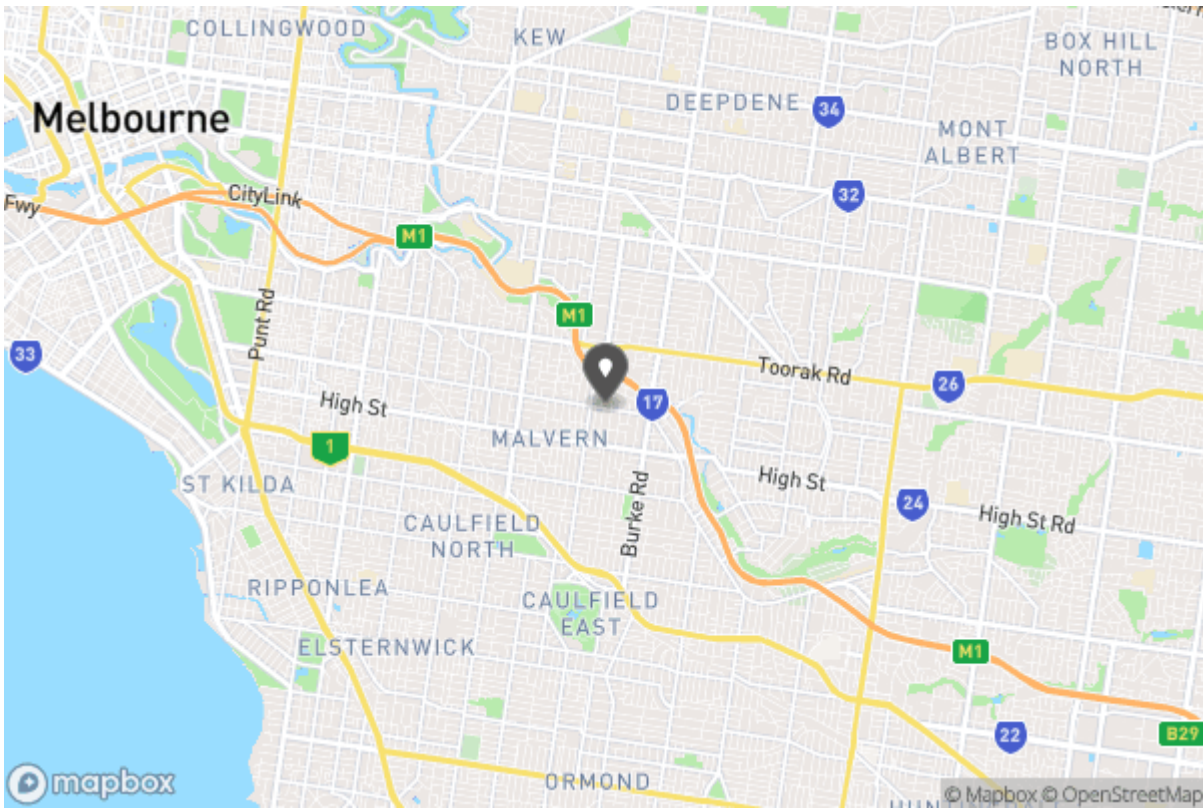 COLLINGWOOD
KEW
BOX HILL
NORTH
DEEPDENE
34
Melbourne
MONT
ALBERT
32
CityLink
Fwy
M1
M1
Punt Rd
33
Toorak Rd
26
17
High St
MALVERN
1
High St
ST KILDA
24
High St Rd
Burke Rd
CAULFIELD
NORTH
RIPPONLEA
CAULFIELD
EAST
ELSTERNWICK
M1
22
B29
ORMOND
mapbox
© Mapbox © OpenStreetMap